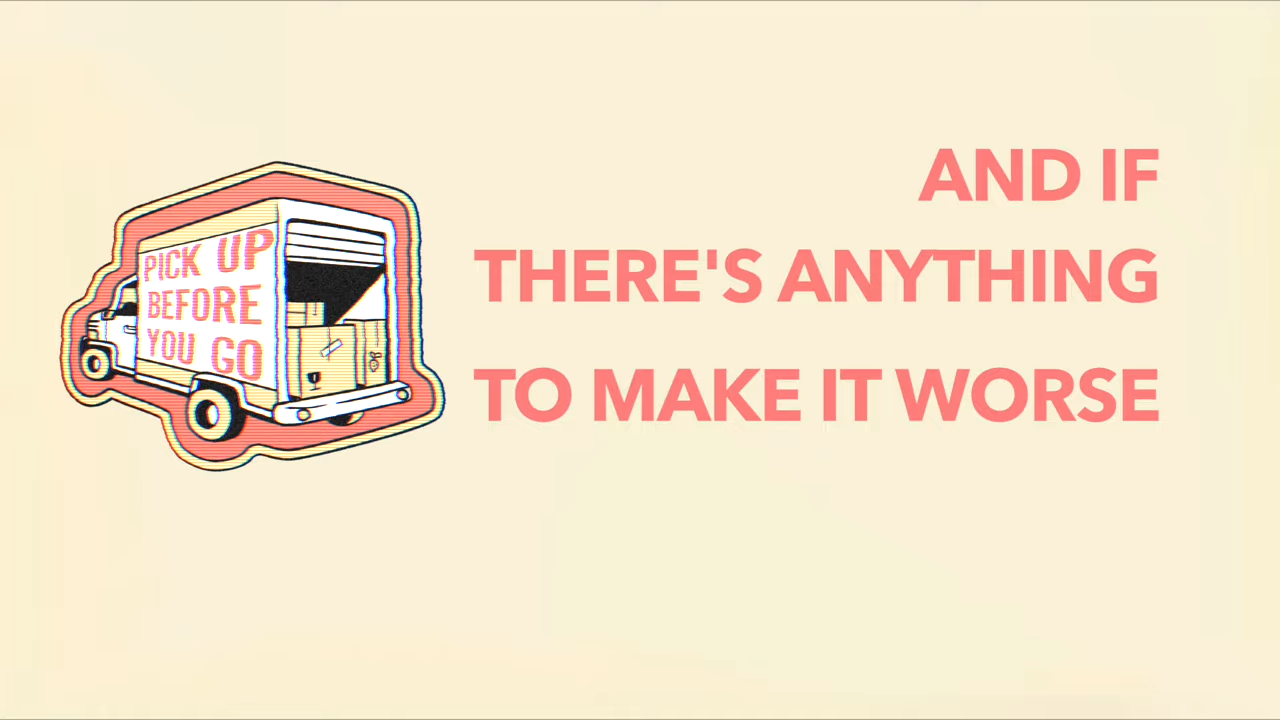 PICK UP
BEFORE
YOU GO
AND IF
THERE'S ANYTHING
TO MAKE IT WORSE